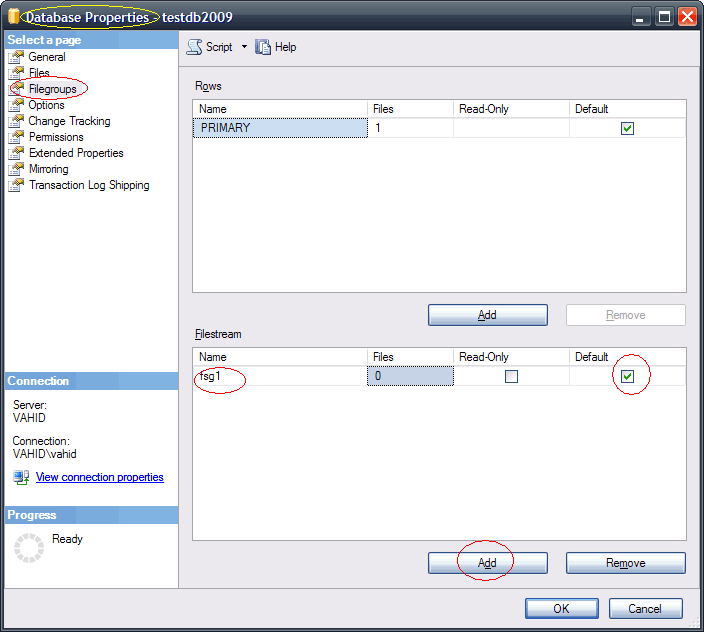 Database Properties - testdb2009
Select a page
General
Files
Filegroups
Options
Change Tracking
Permissions
Extended Properties
Mirroring
Transaction Log Shipping
Connection
Server:
VAHID
Connection:
VAHID\vahid
View connection properties
Progress
Ready
Script Help
Rows
Name Files Read-Only Default
PRIMARY 1
Add Remove
Filestream
Name Files Read-Only Default
fsg1 0
Add Remove
OK Cancel